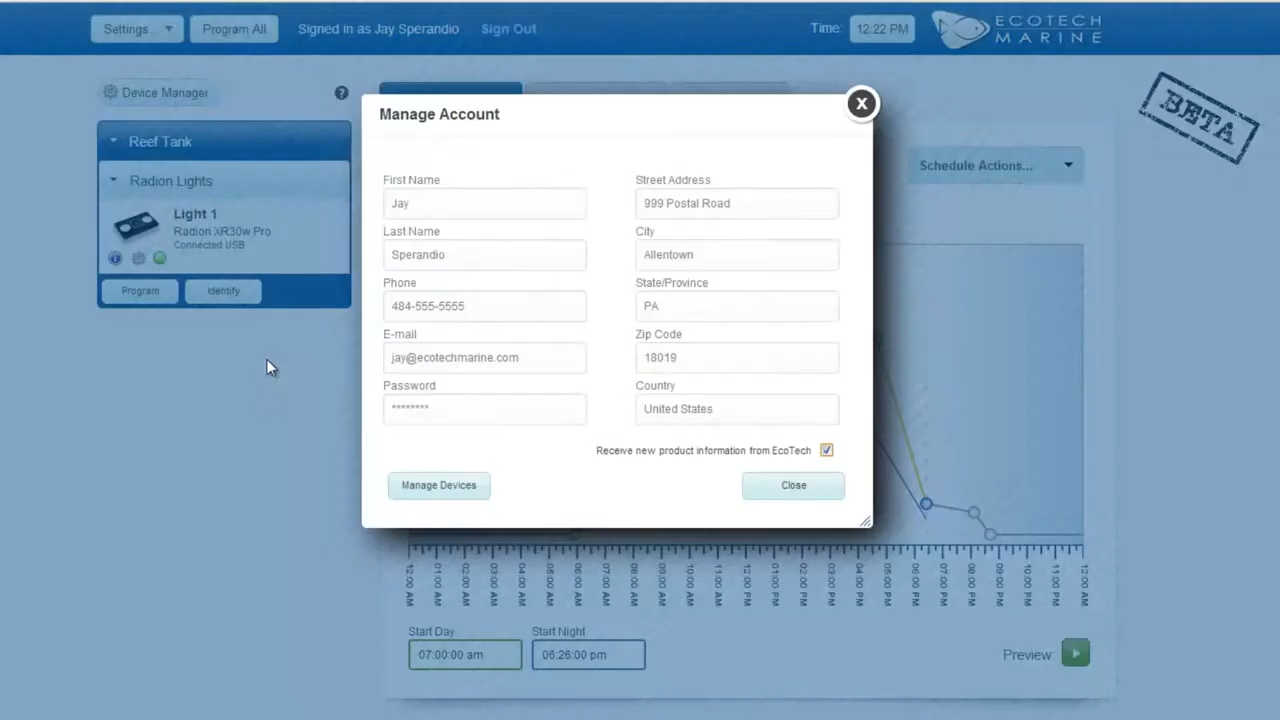 Settings...
Program All
Signed in as Jay Sperandio
Sign Out
Time:
12:22 PM
ECOTECH
MARINE
Device Manager
?
BETA
Reef Tank
Radion Lights
Light 1
Radion XR30w Pro
Connected USB
Program
Identify
Manage Account
X
First Name
Jay
Last Name
Sperandio
Phone
484-555-5555
E-mail
jay@ecotechmarine.com
Password
********
Street Address
999 Postal Road
City
Allentown
State/Province
PA
Zip Code
18019
Country
United States
Receive new product information from EcoTech
Manage Devices
Close
Schedule Actions...
12:00 AM
01:00 AM
02:00 AM
03:00 AM
04:00 AM
05:00 AM
06:00 AM
07:00 AM
08:00 AM
09:00 AM
10:00 AM
11:00 AM
12:00 PM
01:00 PM
02:00 PM
03:00 PM
04:00 PM
05:00 PM
06:00 PM
07:00 PM
08:00 PM
09:00 PM
10:00 PM
11:00 PM
12:00 AM
Start Day
07:00:00 am
Start Night
06:26:00 pm
Preview: